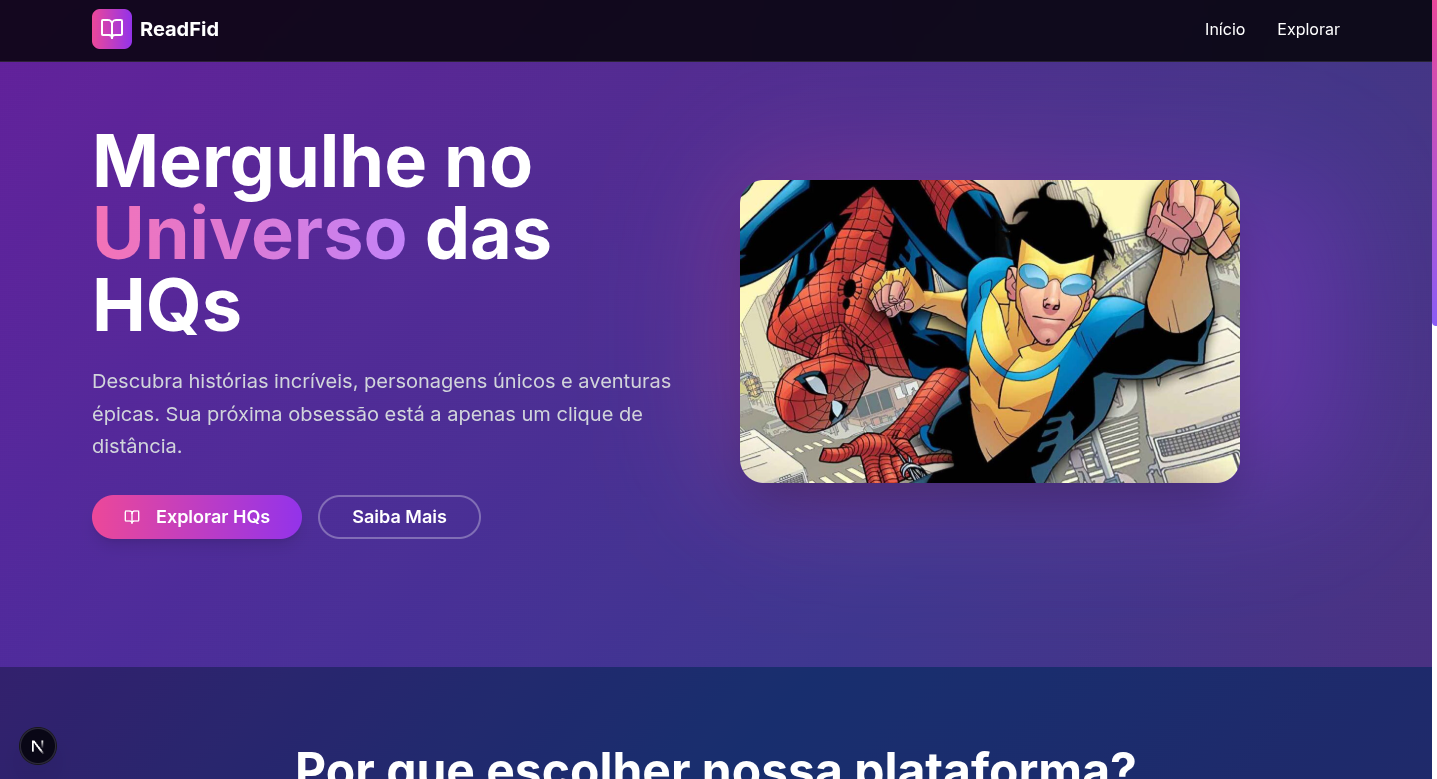 ReadFid
Início
Explorar
Mergulhe no
Universo das
HQs
Descubra histórias incríveis, personagens únicos e aventuras
épicas. Sua próxima obsessão está a apenas um clique de
distância.
Explorar HQs
Saiba Mais
Por que escolher nossa plataforma?
N